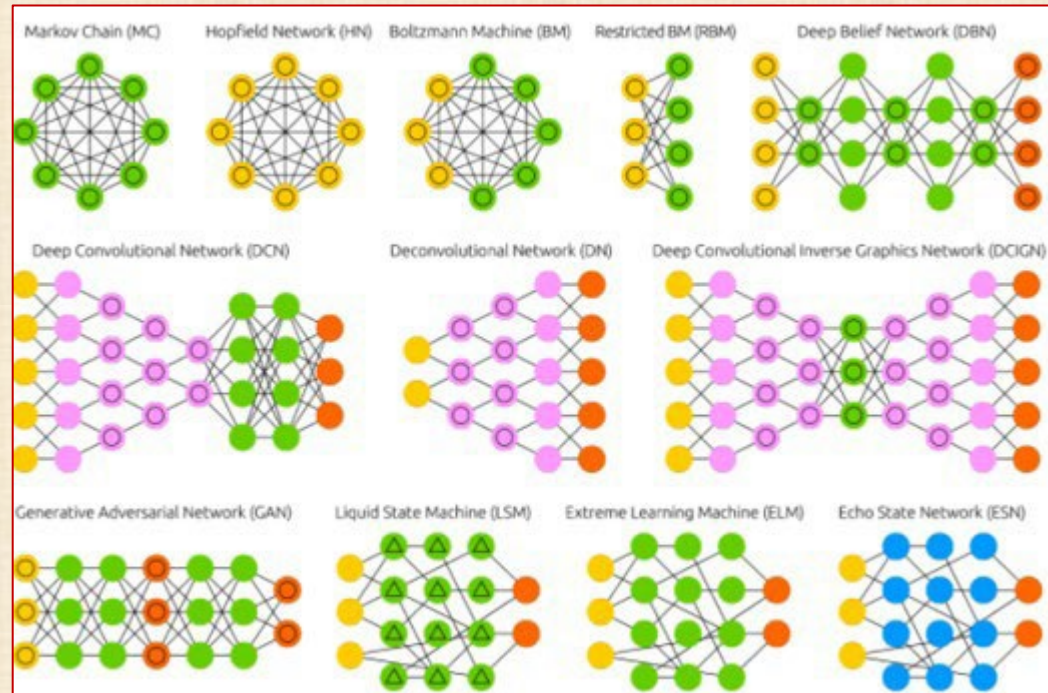 Markov Chain (MC)
Hopfield Network (HN)
Boltzmann Machine (BM)
Restricted BM (RBM)
Deep Belief Network (DBN)
Deep Convolutional Network (DCN)
Deconvolutional Network (DN)
Deep Convolutional Inverse Graphics Network (DCIGN)
Generative Adversarial Network (GAN)
Liquid State Machine (LSM)
Extreme Learning Machine (ELM)
Echo State Network (ESN)